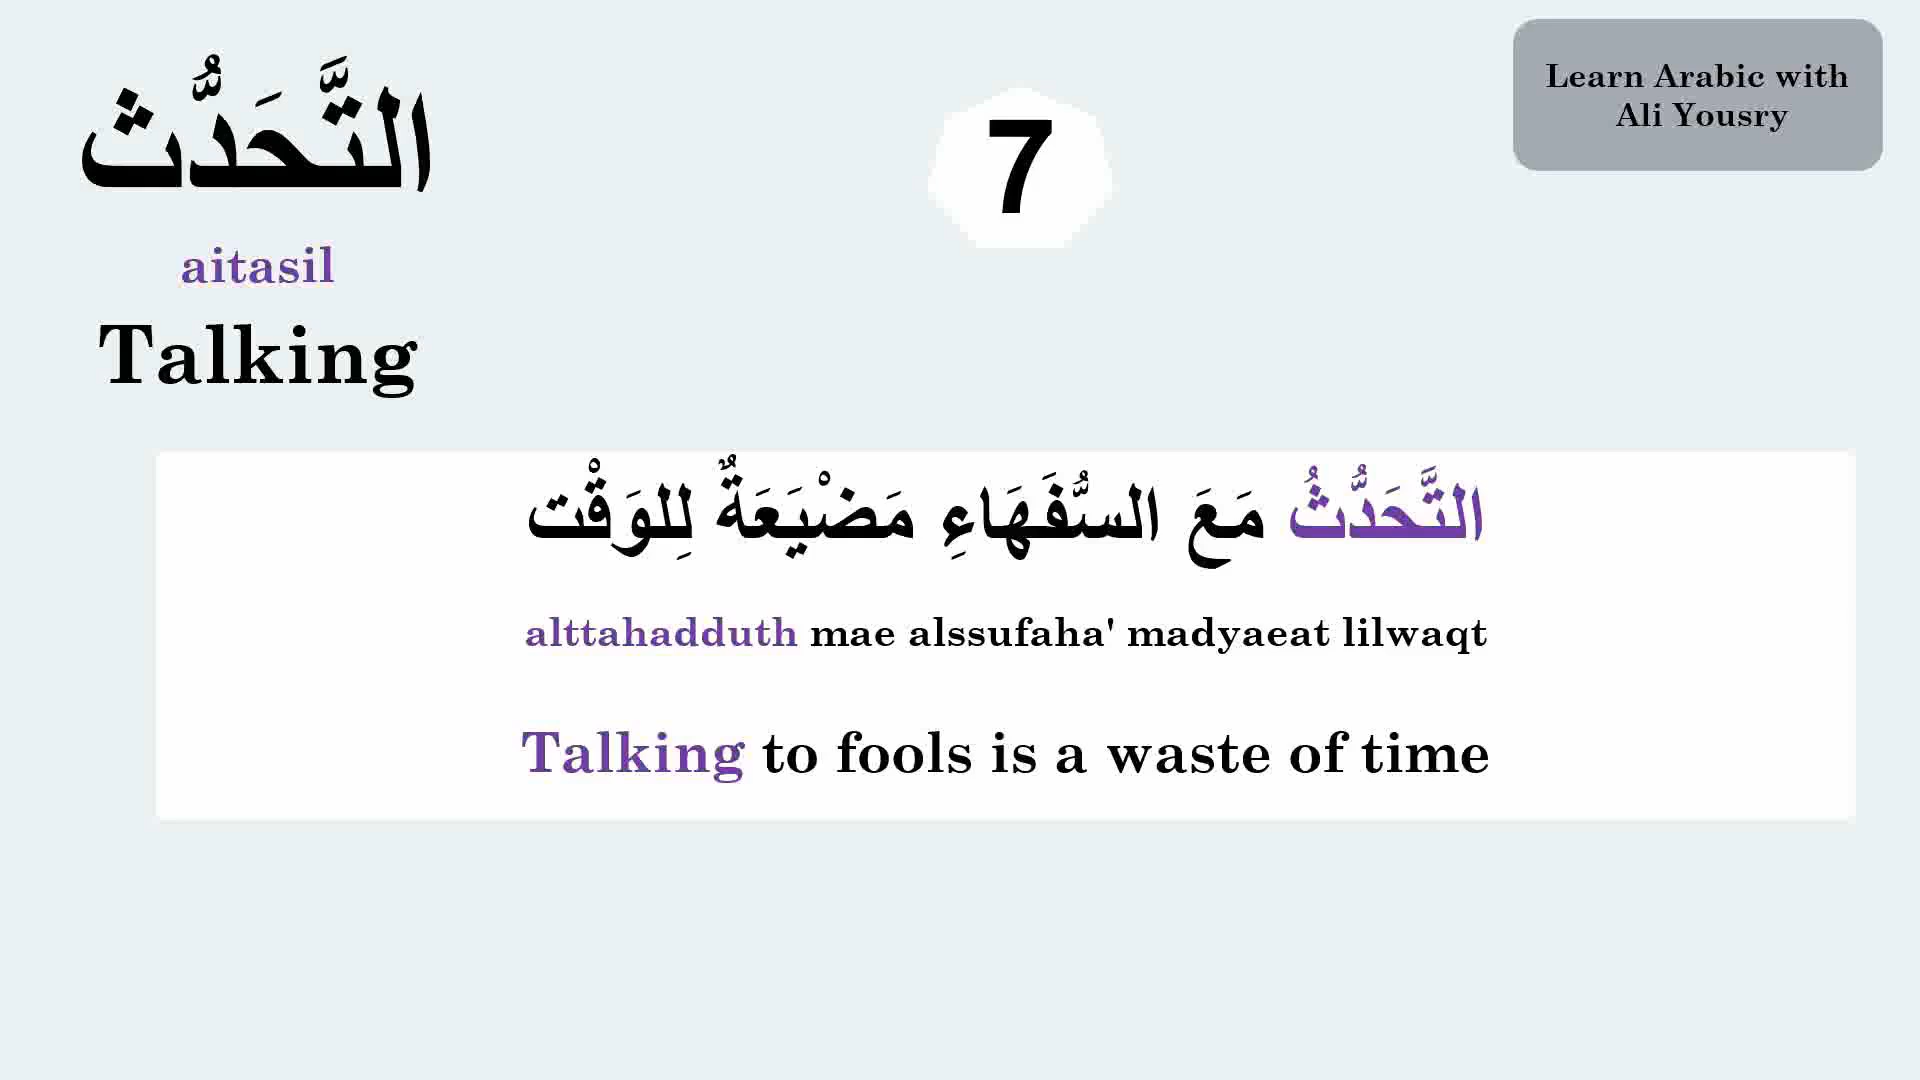 التَّحَدُّث
aitasil
Talking
7
Learn Arabic with
Ali Yousry
التَّحَدُّثُ مَعَ السُّفَهَاءِ مَضْيَعَةٌ لِلوَقْت
alttahadduth mae alssufaha' madyaeat lilwaqt
Talking to fools is a waste of time